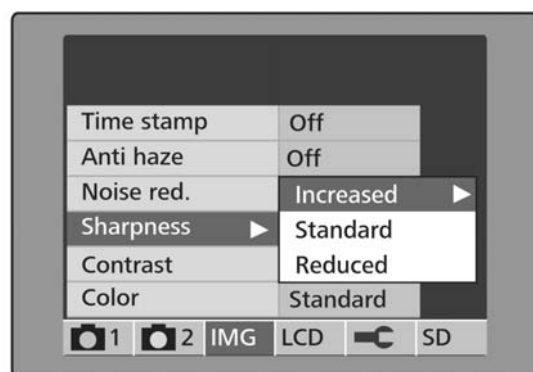 Time stamp Off
Anti haze Off
Noise red. Increased
Sharpness Standard
Contrast Reduced
Color Standard
1 2 IMG LCD SD